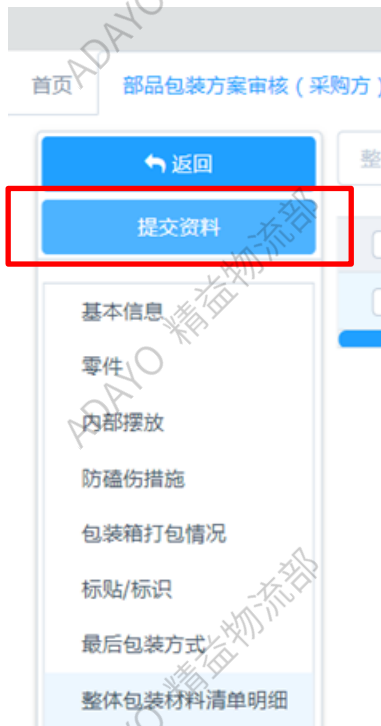 首页 部品包装方案审核(采购方)
返回
整
提交资料
基本信息
零件
内部摆放
防磕伤措施
包装箱打包情况
标贴/标识
最后包装方式
整体包装材料清单明细
ADAYO
ADAYO 精益物流部
ADAYO 精益物流部